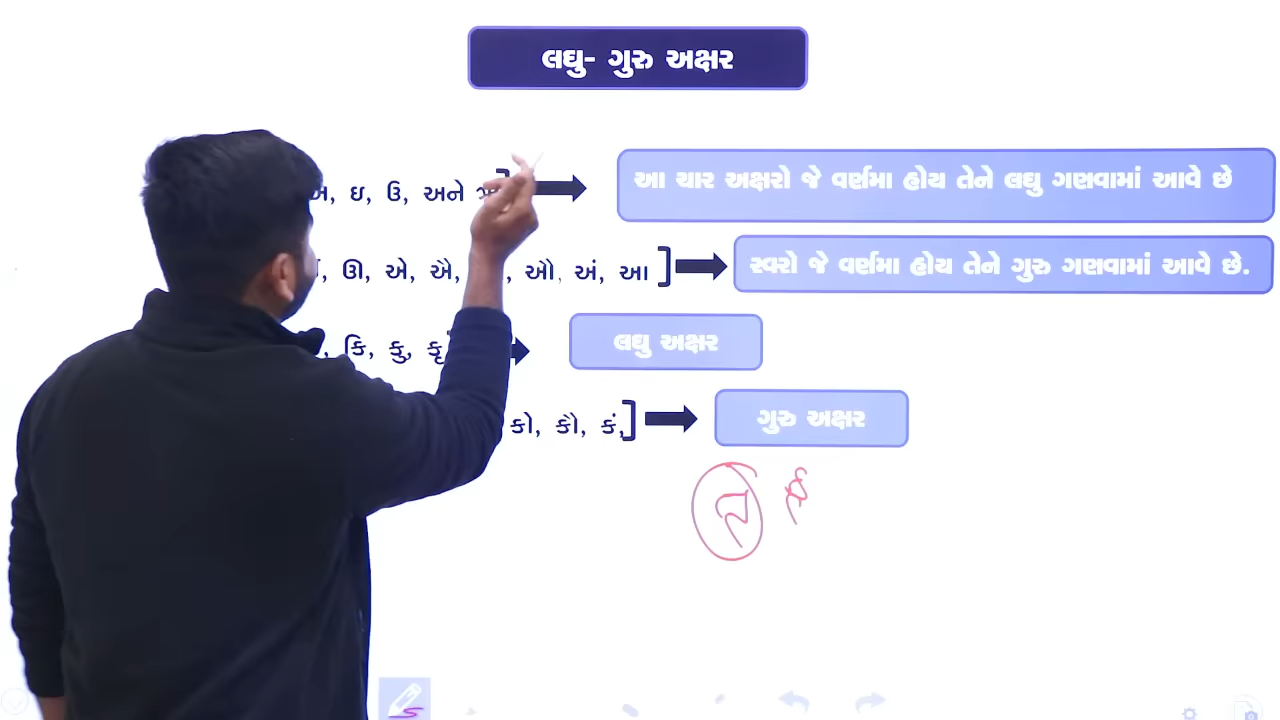 લઘુ- ગુરુ અક્ષર
ઇ, ઉ, અને
આ ચાર અક્ષરો જે વર્ણમા હોય તેને લઘુ ગણવામાં આવે છે
ઊ, એ, ઐ, ઔ, અં, આ
સ્વરો જે વર્ણમા હોય તેને ગુરુ ગણવામાં આવે છે.
કિ, કુ, કૃ
લઘુ અક્ષર
કો, કૌ, કં,
ગુરુ અક્ષર